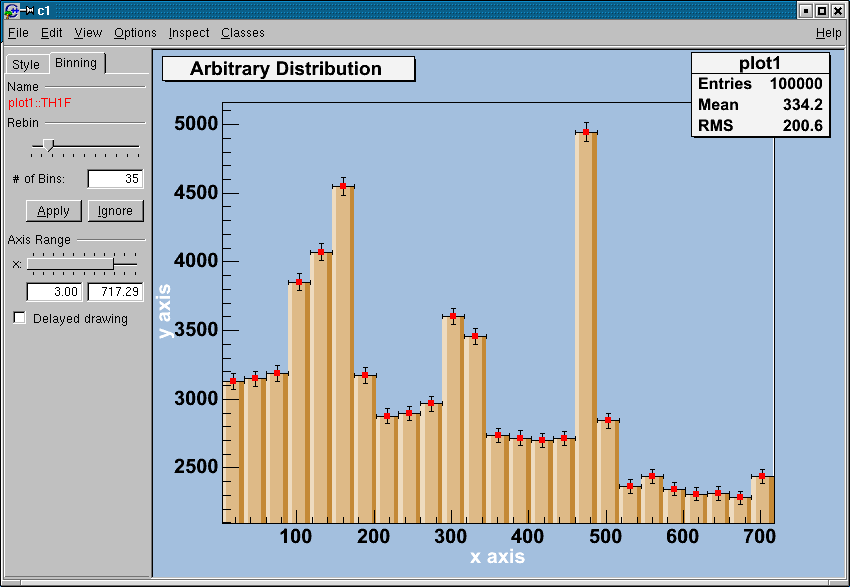 c1
File Edit View Options Inspect Classes Help
Style Binning
Name
plot1::TH1F
Rebin
# of Bins: 35
Apply Ignore
Axis Range
x:
3.00 717.29
Delayed drawing
Arbitrary Distribution
plot1
Entries 100000
Mean 334.2
RMS 200.6
5000
4500
4000
3500
3000
2500
y axis
100 200 300 400 500 600 700
x axis